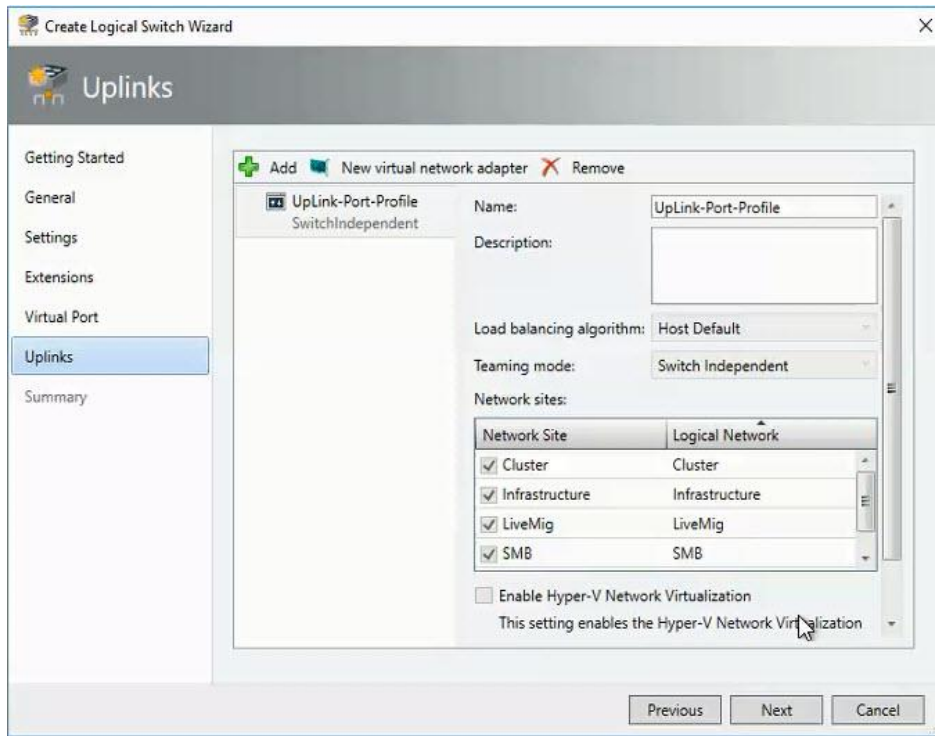 Create Logical Switch Wizard
Uplinks
Getting Started
General
Settings
Extensions
Virtual Port
Uplinks
Summary
Add New virtual network adapter Remove
UpLink-Port-Profile
SwitchIndependent
Name: UpLink-Port-Profile
Description:
Load balancing algorithm: Host Default
Teaming mode: Switch Independent
Network sites:
Network Site Logical Network
Cluster Cluster
Infrastructure Infrastructure
LiveMig LiveMig
SMB SMB
Enable Hyper-V Network Virtualization
This setting enables the Hyper-V Network Virtualization
Previous Next Cancel